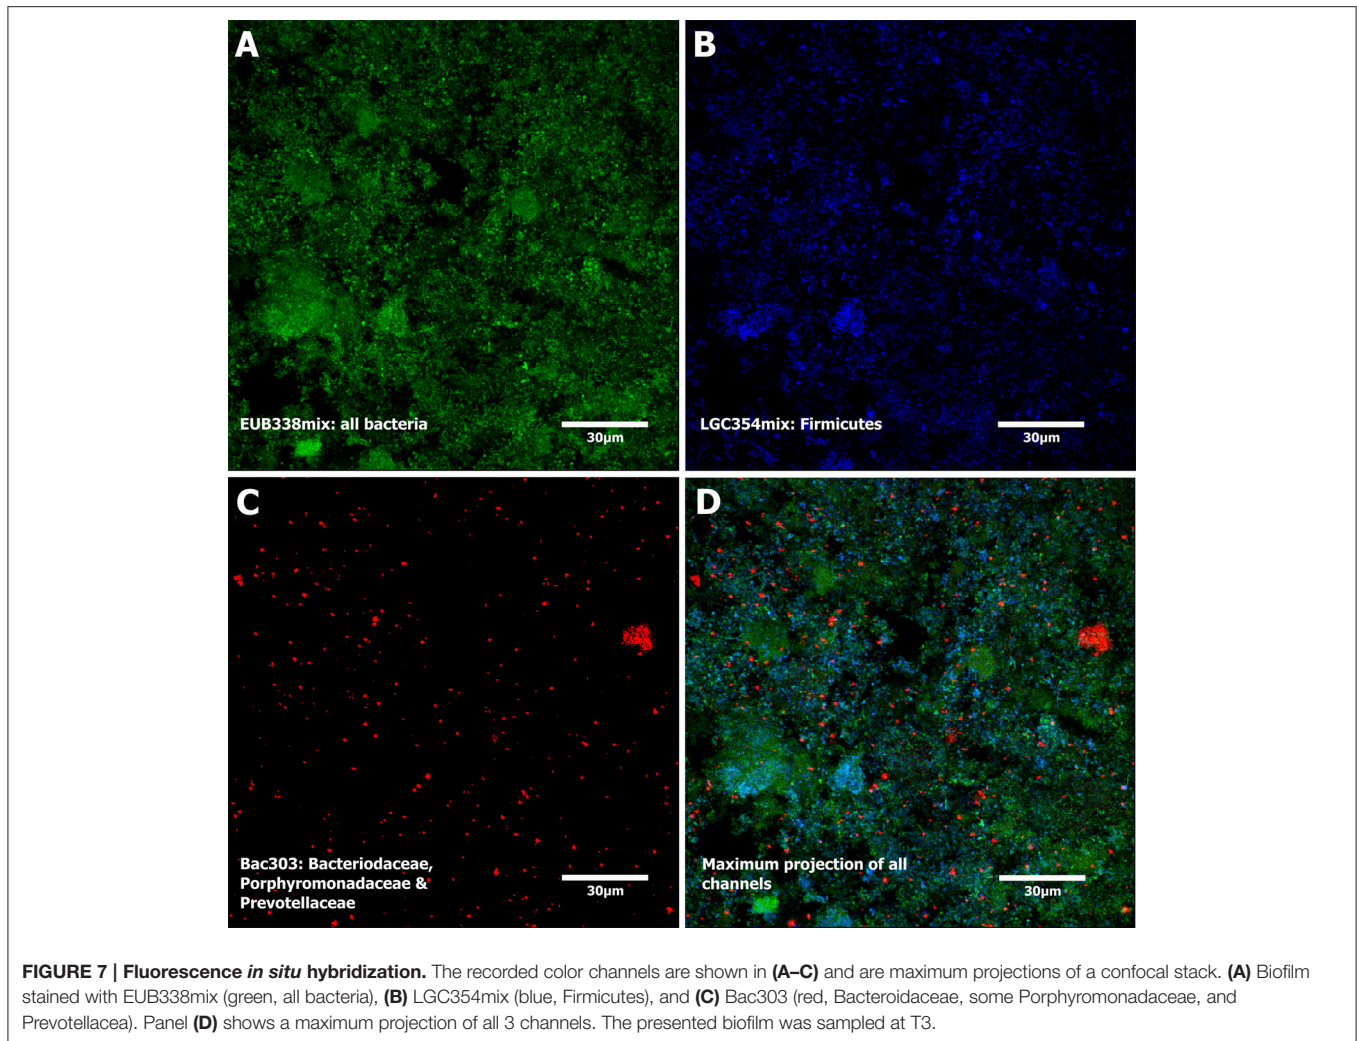 A
EUB338mix: all bacteria
30µm
B
LGC354mix: Firmicutes
30µm
C
Bac303: Bacteriodaceae,
Porphyromonadaceae &
Prevotellaceae
30µm
D
Maximum projection of all
channels
30µm
FIGURE 7 | Fluorescence in situ hybridization. The recorded color channels are shown in (A–C) and are maximum projections of a confocal stack. (A) Biofilm
stained with EUB338mix (green, all bacteria), (B) LGC354mix (blue, Firmicutes), and (C) Bac303 (red, Bacteroidaceae, some Porphyromonadaceae, and
Prevotellacea). Panel (D) shows a maximum projection of all 3 channels. The presented biofilm was sampled at T3.